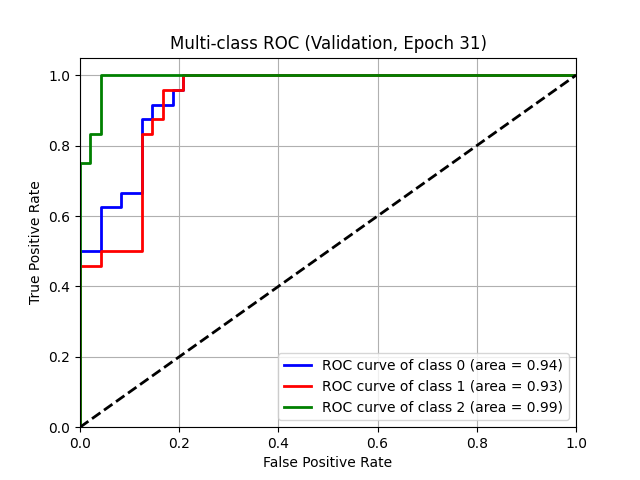 Multi-class ROC (Validation, Epoch 31)
True Positive Rate
1.0
0.8
0.6
0.4
0.2
0.0
ROC curve of class 0 (area = 0.94)
ROC curve of class 1 (area = 0.93)
ROC curve of class 2 (area = 0.99)
0.0 0.2 0.4 0.6 0.8 1.0
False Positive Rate